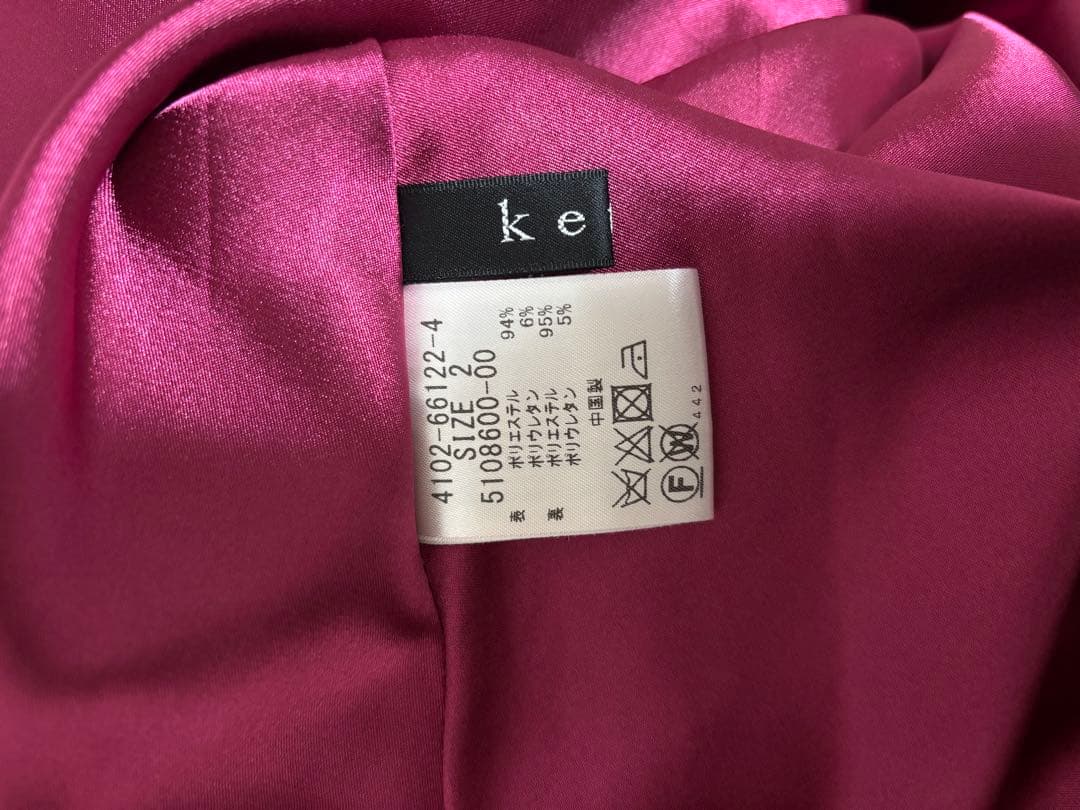 Ke
4102-66122-4
SIZE 2
5108600-00
表 ポリエステル 94%
ポリウレタン 6%
裏 ポリエステル 95%
ポリウレタン 5%
中国製
F W
442